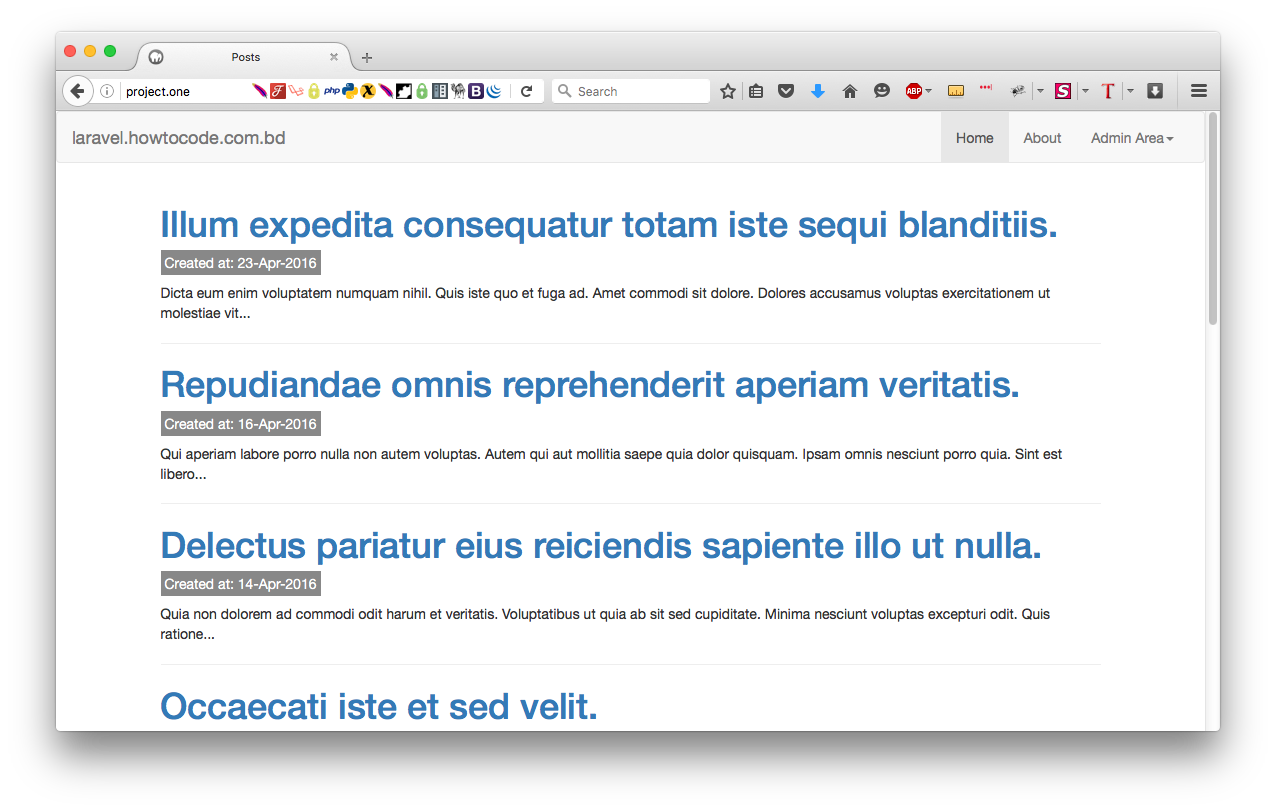 Posts
project.one
php
B
Search
ABP
S
T
laravel.howtocode.com.bd
Home
About
Admin Area
Illum expedita consequatur totam iste sequi blanditiis.
Created at: 23-Apr-2016
Dicta eum enim voluptatem numquam nihil. Quis iste quo et fuga ad. Amet commodi sit dolore. Dolores accusamus voluptas exercitationem ut
molestiae vit...
Repudiandae omnis reprehenderit aperiam veritatis.
Created at: 16-Apr-2016
Qui aperiam labore porro nulla non autem voluptas. Autem qui aut mollitia saepe quia dolor quisquam. Ipsam omnis nesciunt porro quia. Sint est
libero...
Delectus pariatur eius reiciendis sapiente illo ut nulla.
Created at: 14-Apr-2016
Quia non dolorem ad commodi odit harum et veritatis. Voluptatibus ut quia ab sit sed cupiditate. Minima nesciunt voluptas excepturi odit. Quis
ratione...
Occaecati iste et sed velit.